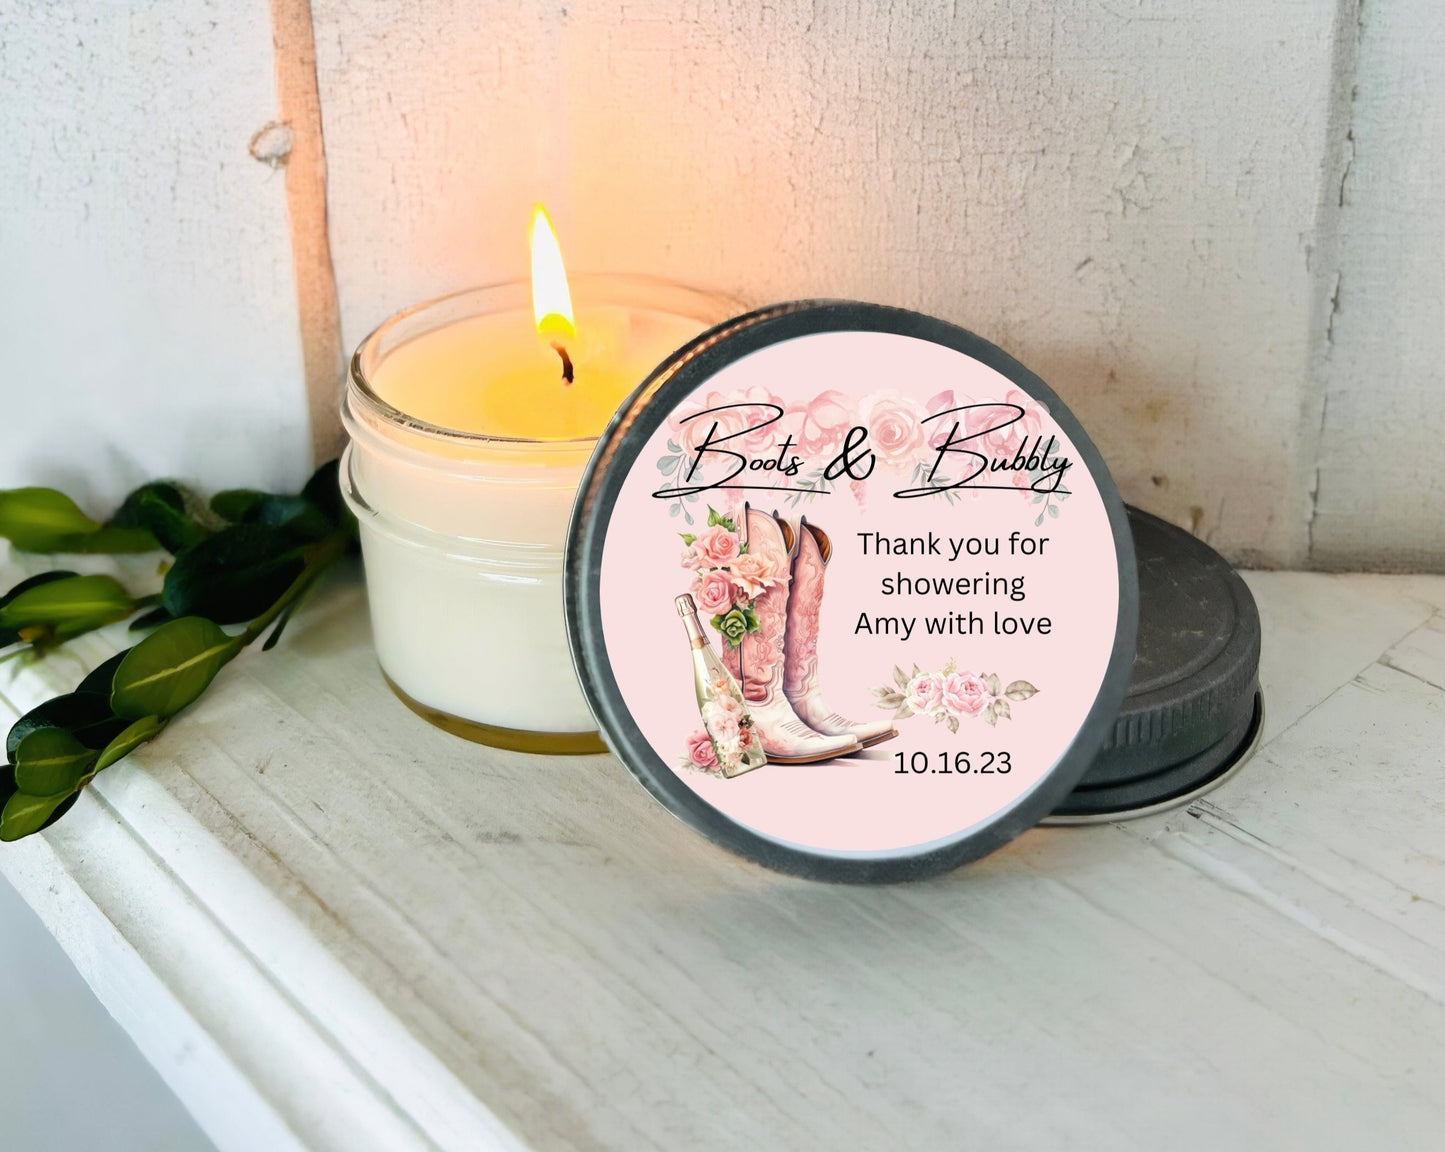 Boots & Bubbly
Thank you for
showering
Amy with love
10.16.23